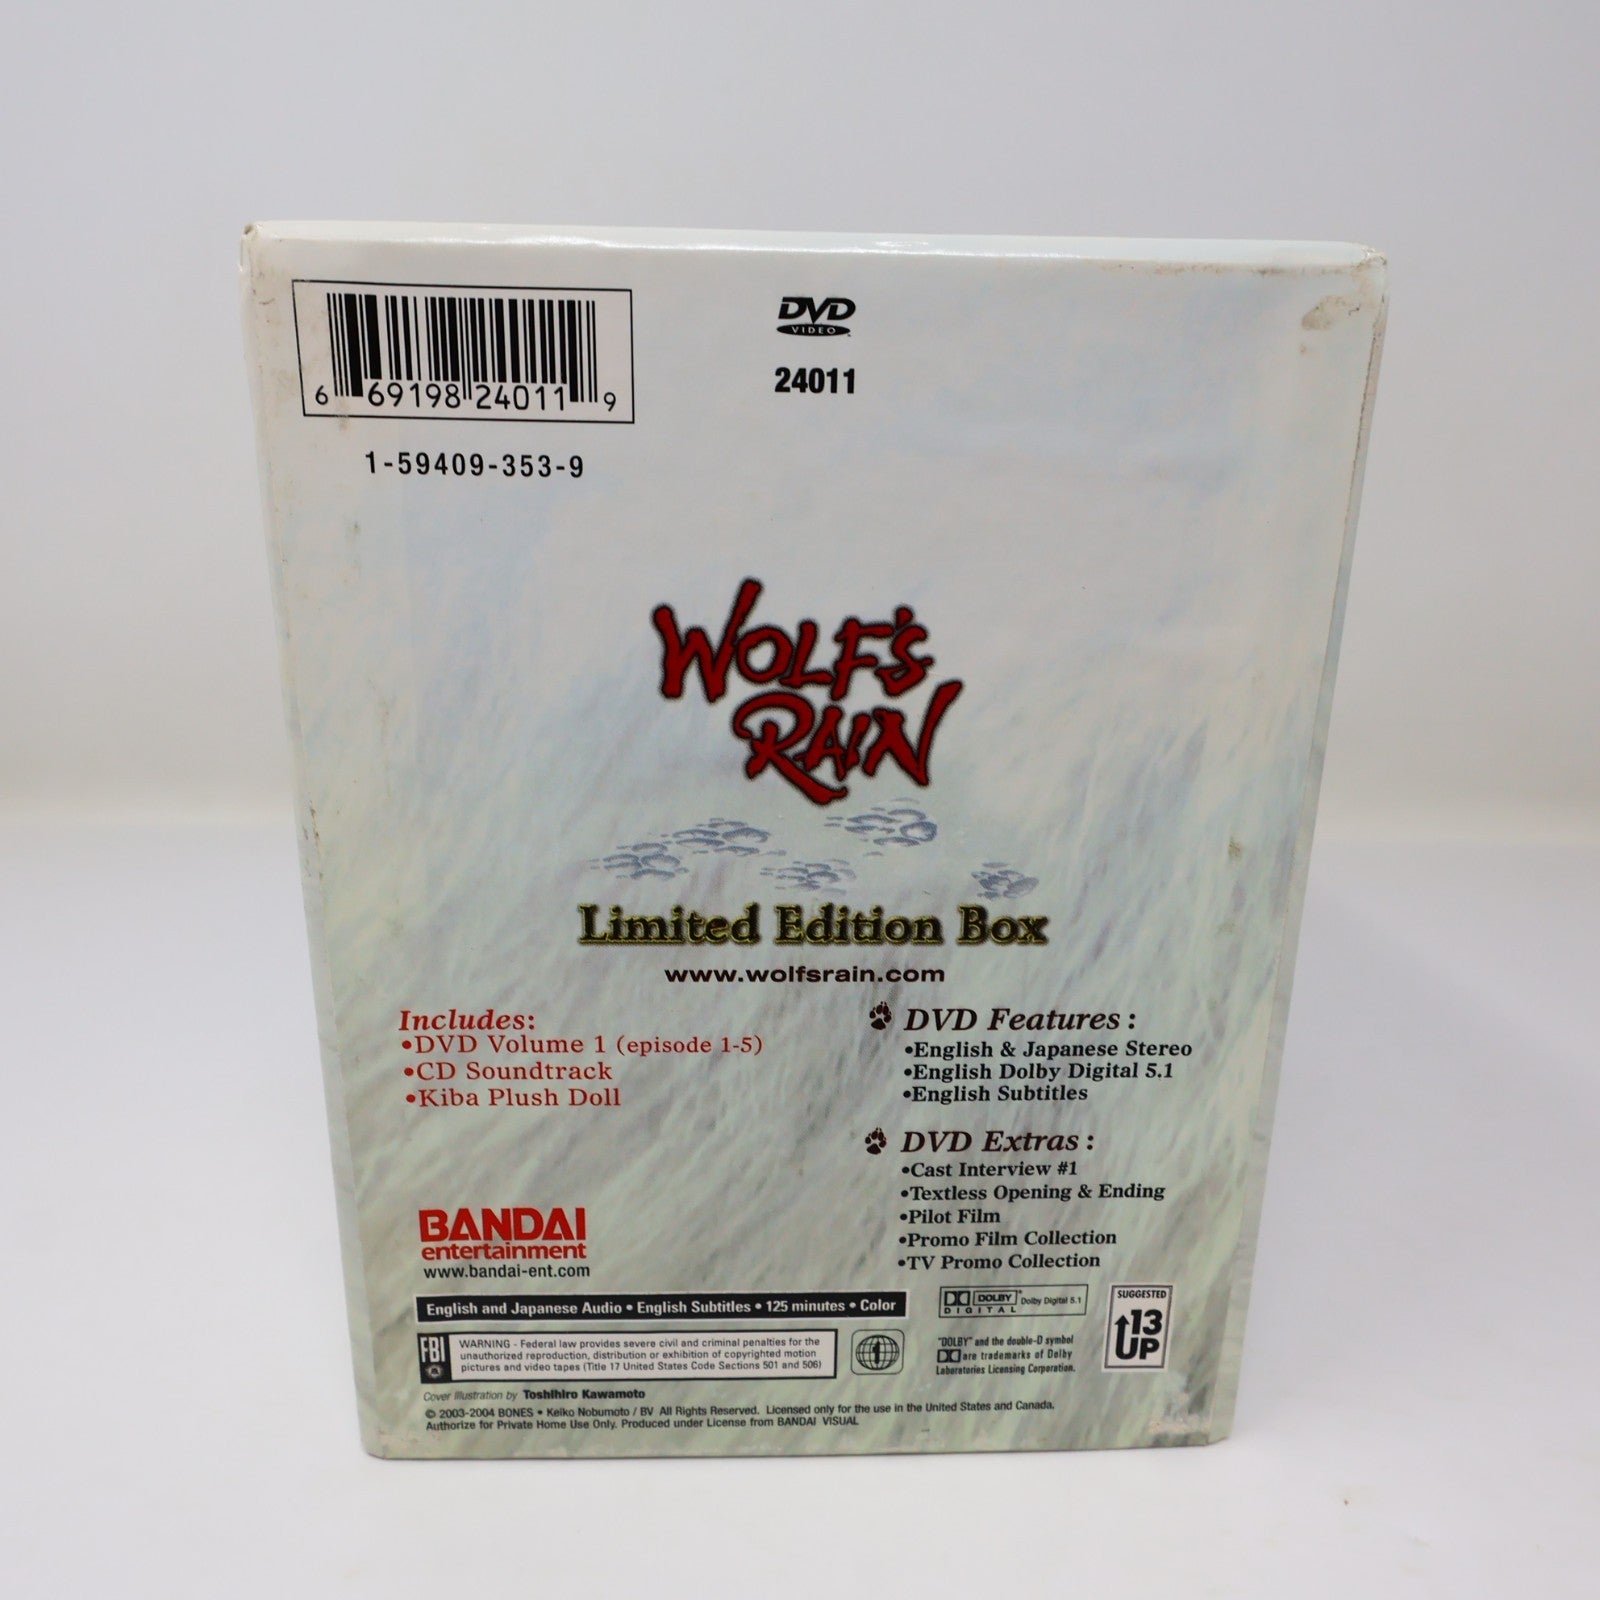 6 69198 24011 9
1-59409-353-9
DVD
VIDEO
24011
WOLF'S
RAIN
Limited Edition Box
www.wolfsrain.com
Includes:
•DVD Volume 1 (episode 1-5)
•CD Soundtrack
•Kiba Plush Doll
DVD Features:
•English & Japanese Stereo
•English Dolby Digital 5.1
•English Subtitles
DVD Extras:
•Cast Interview #1
•Textless Opening & Ending
•Pilot Film
•Promo Film Collection
•TV Promo Collection
BANDAI
entertainment
www.bandai-ent.com
English and Japanese Audio • English Subtitles • 125 minutes • Color
DOLBY Dolby Digital 5.1
DIGITAL
SUGGESTED
13
UP
FBI
WARNING - Federal law provides severe civil and criminal penalties for the
unauthorized reproduction, distribution or exhibition of copyrighted motion
pictures and video tapes (Title 17 United States Code Sections 501 and 506)
1
"DOLBY" and the double-D symbol
are trademarks of Dolby
Laboratories Licensing Corporation.
Cover Illustration by Toshihiro Kawamoto
© 2003-2004 BONES • Keiko Nobumoto / BV All Rights Reserved. Licensed only for the use in the United States and Canada.
Authorize for Private Home Use Only. Produced under License from BANDAI VISUAL